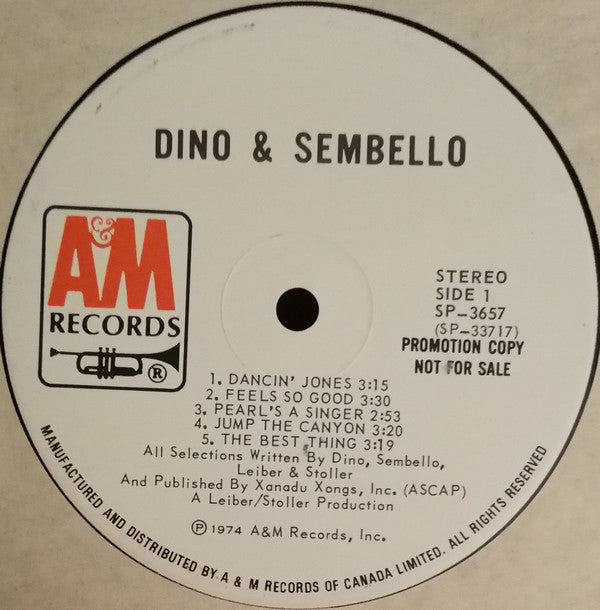 DINO & SEMBELLO
A&M
RECORDS
®
STEREO
SIDE 1
SP-3657
(SP-33717)
PROMOTION COPY
NOT FOR SALE
1. DANCIN' JONES 3:15
2. FEELS SO GOOD 3:30
3. PEARL'S A SINGER 2:53
4. JUMP THE CANYON 3:20
5. THE BEST THING 3:19
All Selections Written By Dino, Sembello,
Leiber & Stoller
And Published By Xanadu Xongs, Inc. (ASCAP)
A Leiber/Stoller Production
℗ 1974 A&M Records, Inc.
MANUFACTURED AND DISTRIBUTED BY A & M RECORDS OF CANADA LIMITED. ALL RIGHTS RESERVED